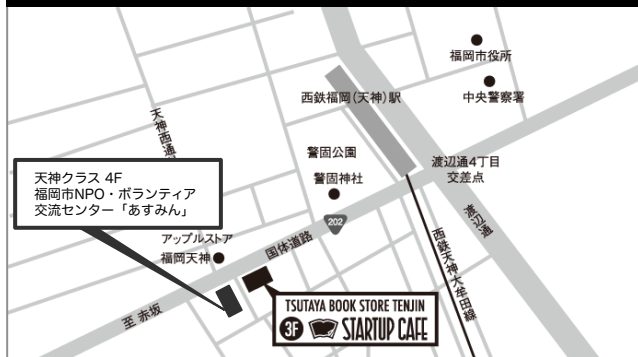 福岡市役所
西鉄福岡(天神)駅
中央警察署
天神西通
警固公園
渡辺通4丁目
交差点
天神クラス 4F
福岡市NPO・ボランティア
交流センター「あすみん」
警固神社
渡辺通
202
アップルストア
福岡天神
国体道路
西鉄天神大牟田線
至 赤坂
TSUTAYA BOOK STORE TENJIN
3F STARTUP CAFE